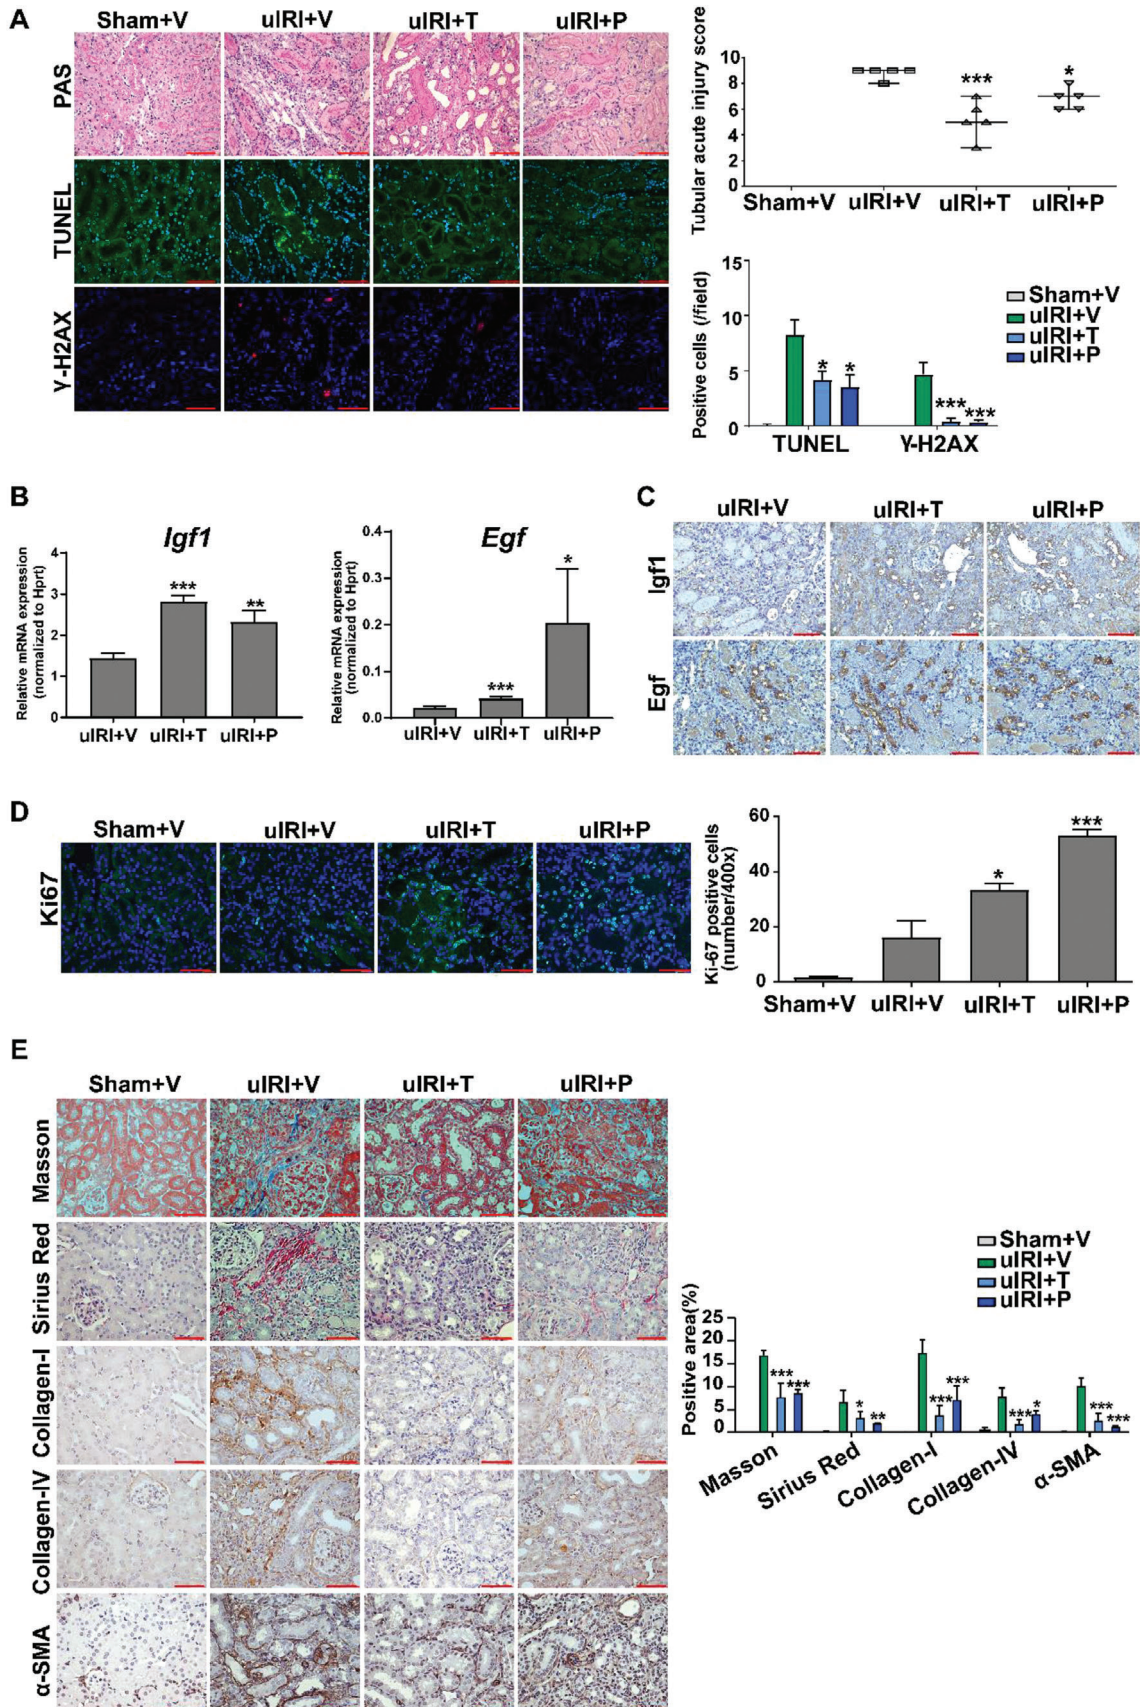 A
Sham+V uIRI+V uIRI+T uIRI+P
PAS
TUNEL
Y-H2AX
Tubular acute injury score
10
8
6
4
2
0
***
*
Sham+V uIRI+V uIRI+T uIRI+P
Positive cells (/field)
15
10
5
0
* *
*** ***
TUNEL Y-H2AX
Sham+V
uIRI+V
uIRI+T
uIRI+P
B
Igf1
Relative mRNA expression
(normalized to Hprt)
4
3
2
1
0
***
**
uIRI+V uIRI+T uIRI+P
Egf
Relative mRNA expression
(normalized to Hprt)
0.4
0.3
0.2
0.1
0.0
***
*
uIRI+V uIRI+T uIRI+P
C
uIRI+V uIRI+T uIRI+P
Igf1
Egf
D
Sham+V uIRI+V uIRI+T uIRI+P
Ki67
Ki-67 positive cells
(number/400x)
60
40
20
0
*
***
Sham+V uIRI+V uIRI+T uIRI+P
E
Sham+V uIRI+V uIRI+T uIRI+P
Masson
Sirius Red
Collagen-I
Collagen-IV
α-SMA
Sham+V
uIRI+V
uIRI+T
uIRI+P
Positive area(%)
25
20
15
10
5
0
*** ***
* **
*** ***
*** *
*** ***
Masson
Sirius Red
Collagen-I
Collagen-IV
α-SMA